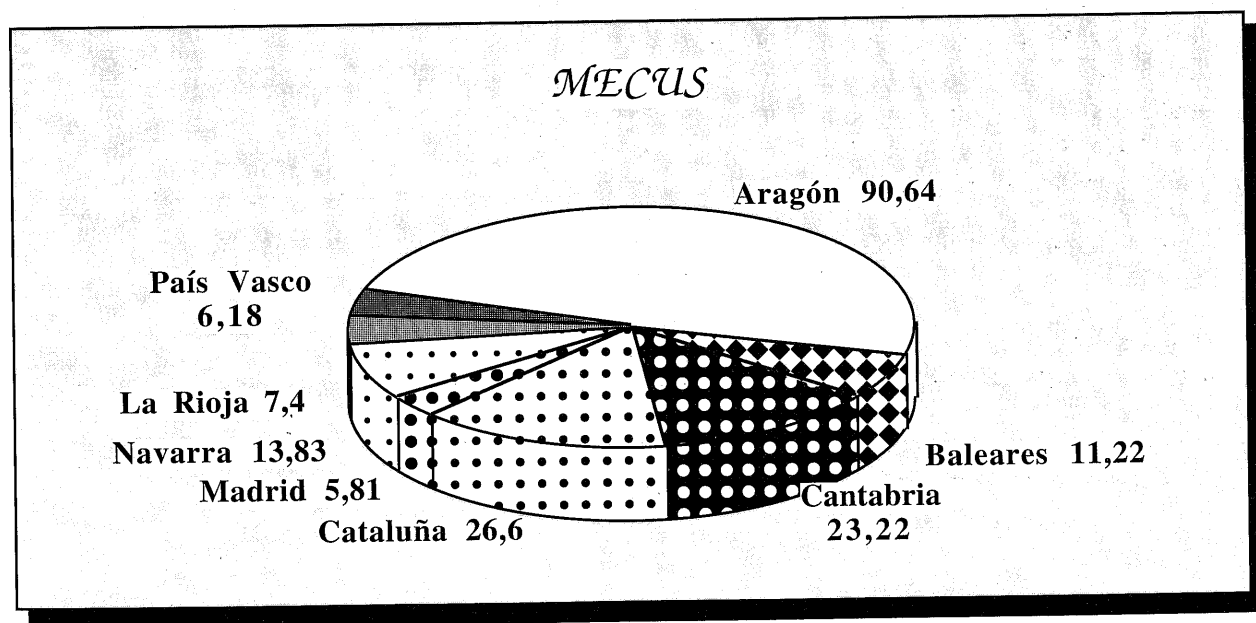 MECUS
Aragón 90,64
País Vasco
6,18
La Rioja 7,4
Navarra 13,83
Madrid 5,81
Cataluña 26,6
Baleares 11,22
Cantabria
23,22